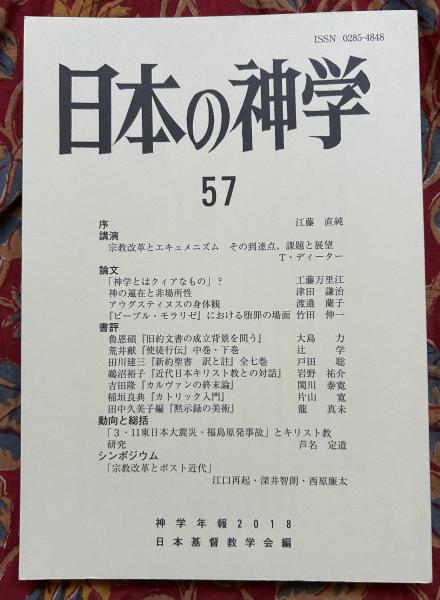 ISSN 0285-4848
日本の神学
57
序 江藤 直純
講演
宗教改革とエキュメニズム その到達点、課題と展望
T・ディーター
論文
「神学とはクィアなもの」? 工藤万里江
神の遍在と非場所性 津田 謙治
アウグスティヌスの身体観 渡邉 蘭子
『ビーブル・モラリゼ』における堕罪の場面 竹田 伸一
書評
魯恩碩『旧約文書の成立背景を問う』 大島 力
荒井献『使徒行伝』中巻・下巻 辻 学
田川建三『新約聖書 訳と註』全七巻 戸田 聡
鵜沼裕子『近代日本キリスト教との対話』 岩野 祐介
吉田隆『カルヴァンの終末論』 関川 泰寛
稲垣良典『カトリック入門』 片山 寛
田中久美子編『黙示録の美術』 龍 真未
動向と総括
「3・11東日本大震災・福島原発事故」とキリスト教
研究 芦名 定道
シンポジウム
「宗教改革とポスト近代」
江口再起・深井智朗・西原廉太
神学年報2018
日本基督教学会編